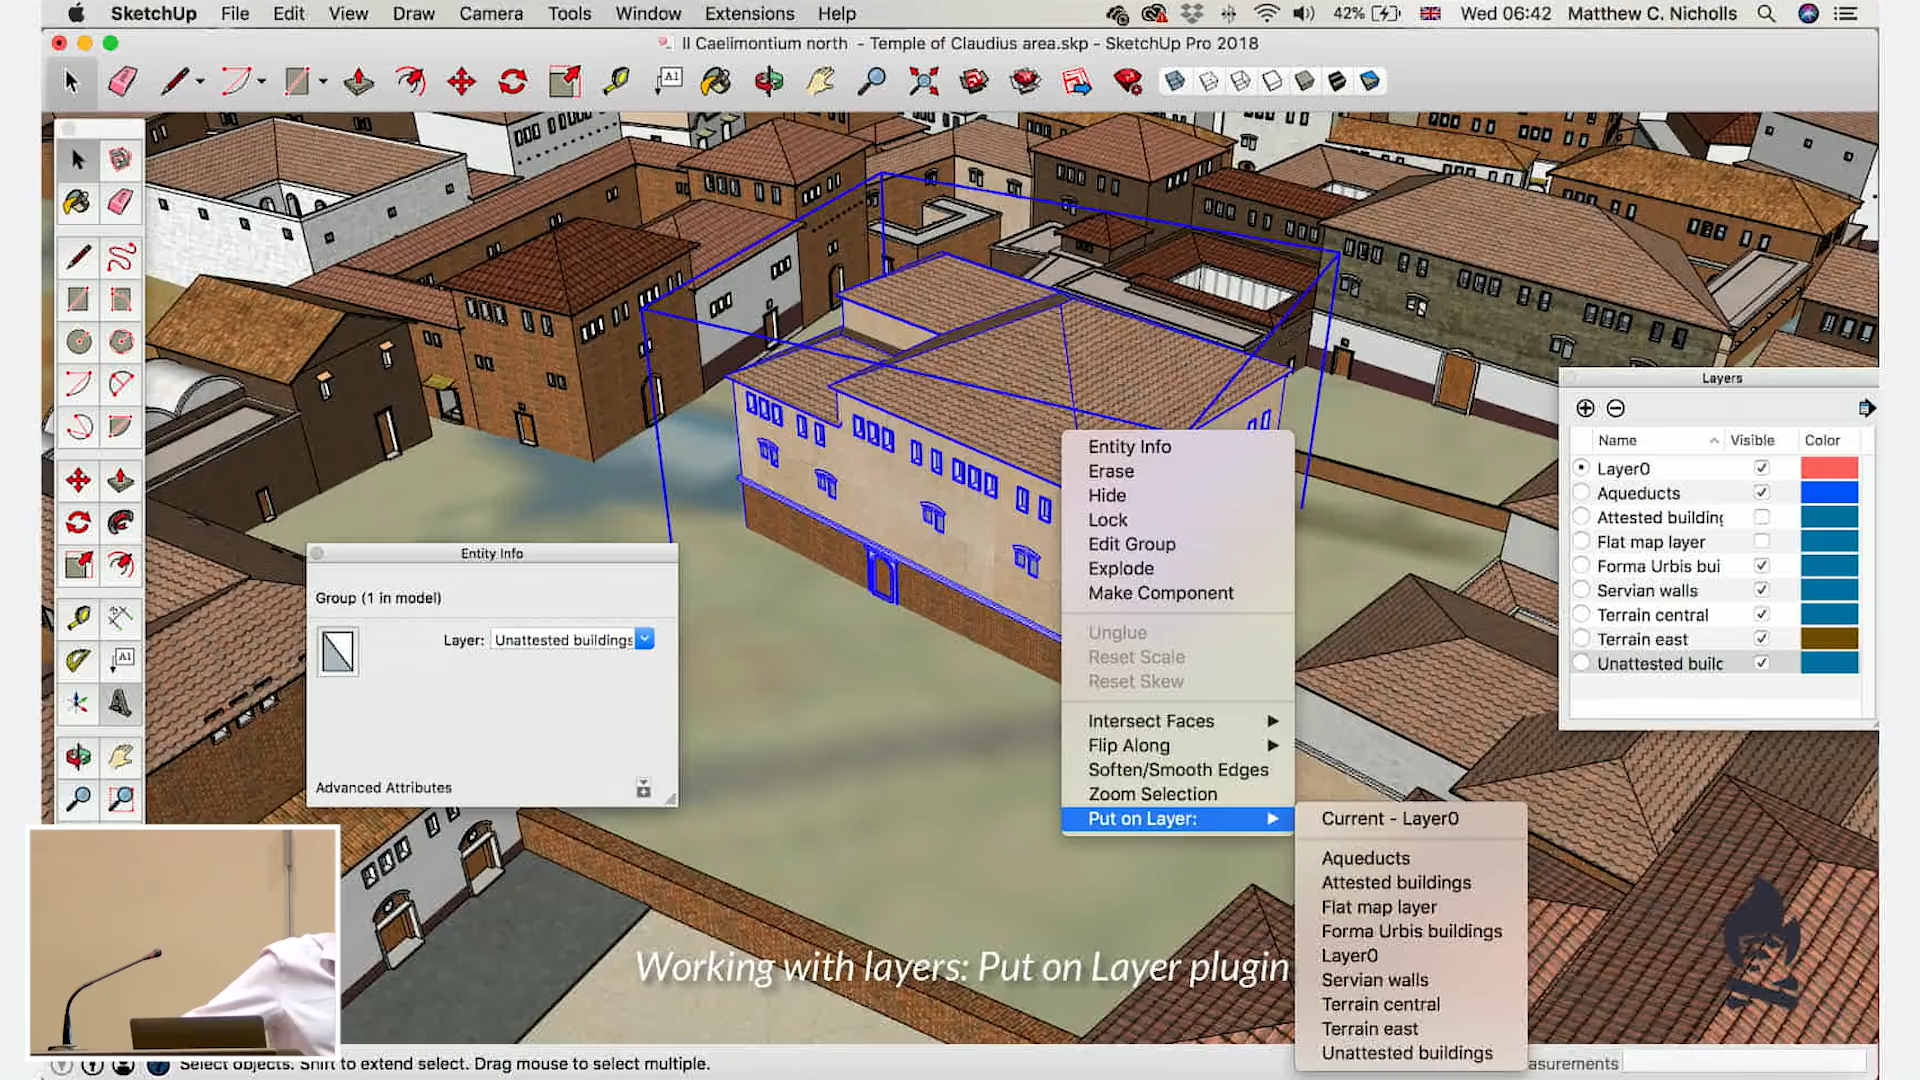 SketchUp File Edit View Draw Camera Tools Window Extensions Help 42% Wed 06:42 Matthew C. Nicholls
II Caelimontium north - Temple of Claudius area.skp - SketchUp Pro 2018
A1
Layers
Name Visible Color
Layer0
Aqueducts
Attested building
Flat map layer
Forma Urbis bui
Servian walls
Terrain central
Terrain east
Unattested builc
Entity Info
Group (1 in model)
Layer: Unattested buildings
Advanced Attributes
A1
Entity Info
Erase
Hide
Lock
Edit Group
Explode
Make Component
Unglue
Reset Scale
Reset Skew
Intersect Faces
Flip Along
Soften/Smooth Edges
Zoom Selection
Put on Layer:
Current - Layer0
Aqueducts
Attested buildings
Flat map layer
Forma Urbis buildings
Layer0
Servian walls
Terrain central
Terrain east
Unattested buildings
Working with layers: Put on Layer plugin
Select objects. Shift to extend select. Drag mouse to select multiple.
asurements